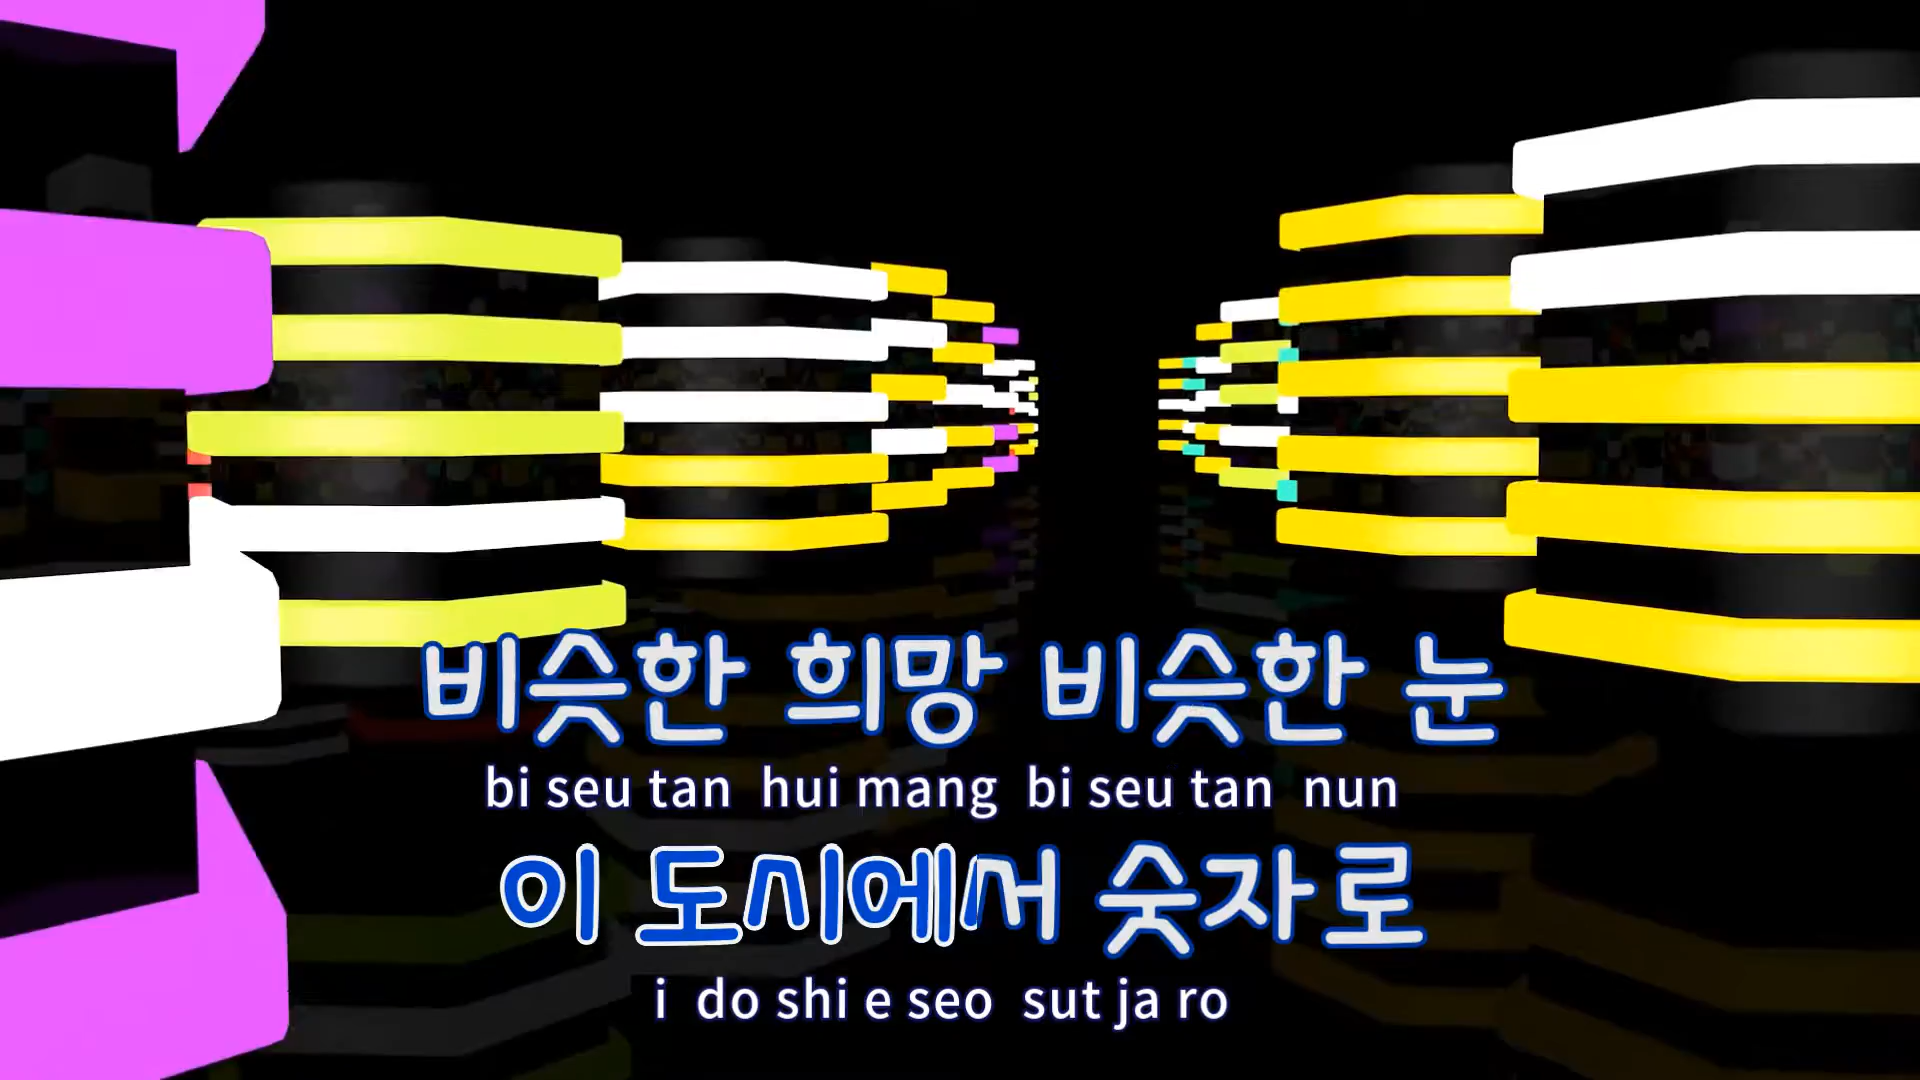 비슷한 희망 비슷한 눈
bi seu tan hui mang bi seu tan nun
이 도시에서 숫자로
i do shi e seo sut ja ro